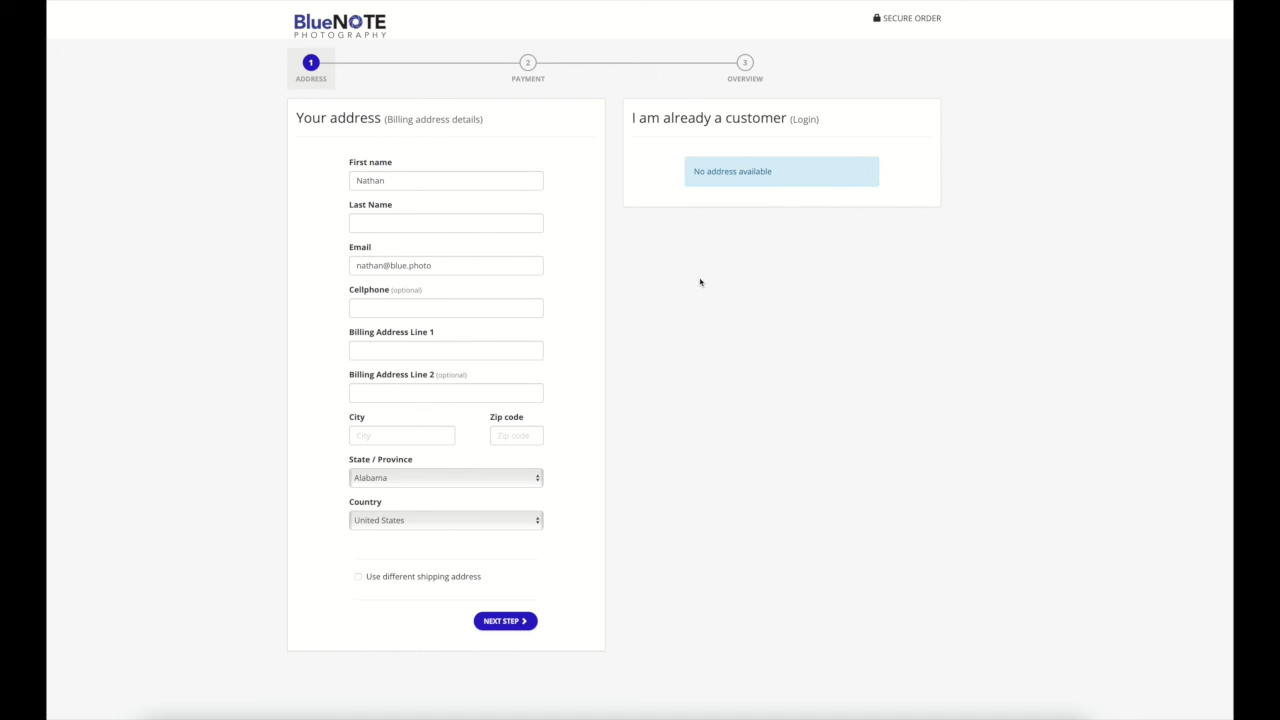 BlueNOTE
PHOTOGRAPHY
SECURE ORDER
1
ADDRESS
2
PAYMENT
3
OVERVIEW
Your address (Billing address details)
First name
Nathan
Last Name
Email
nathan@blue.photo
Cellphone (optional)
Billing Address Line 1
Billing Address Line 2 (optional)
City Zip code
City Zip code
State / Province
Alabama
Country
United States
Use different shipping address
NEXT STEP
I am already a customer (Login)
No address available